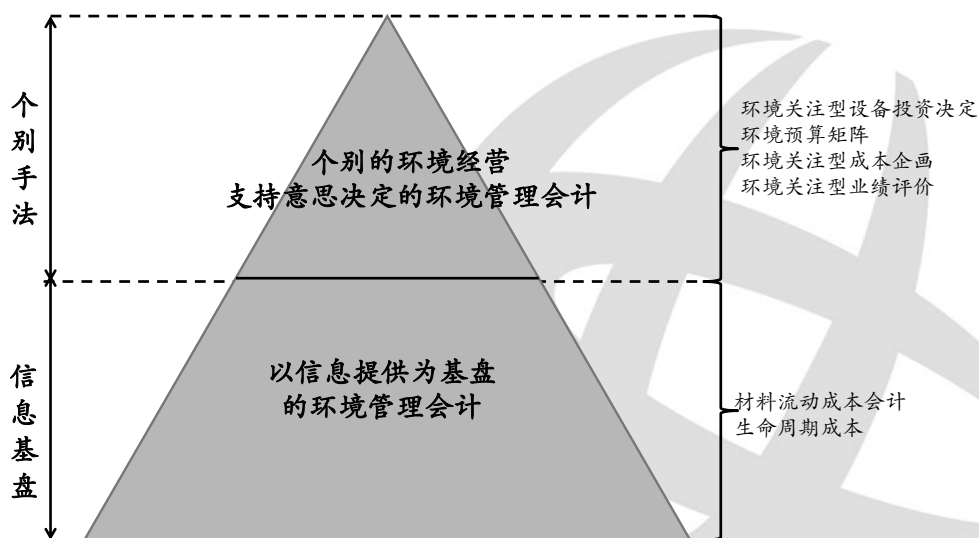 个别手法
个别的环境经营
支持意思决定的环境管理会计
环境关注型设备投资决定
环境预算矩阵
环境关注型成本企画
环境关注型业绩评价
信息基盘
以信息提供为基盘
的环境管理会计
材料流动成本会计
生命周期成本